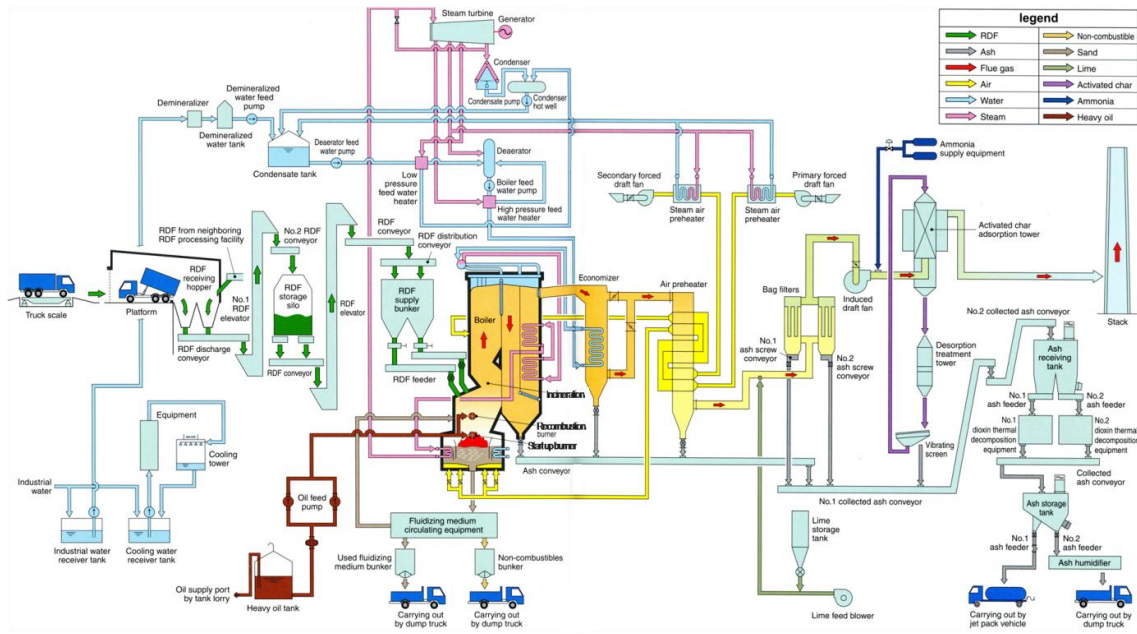 Steam turbine
Generator
Condenser
Condensate pump
Condenser
hot well
legend
RDF
Non-combustible
Ash
Sand
Flue gas
Lime
Air
Activated char
Water
Ammonia
Steam
Heavy oil
Demineralizer
Demineralized
water feed
pump
Demineralized
water tank
Deaerator feed
water pump
Condensate tank
Low
pressure
feed water
heater
Deaerator
Boiler feed
water pump
High pressure
feed water
heater
Secondary forced
draft fan
Steam air
preheater
Primary forced
draft fan
Steam air
preheater
Ammonia
supply equipment
Activated char
adsorption tower
Stack
RDF from neighboring
RDF processing facility
RDF
receiving
hopper
Truck scale
Platform
No.1 RDF
elevator
RDF discharge
conveyor
No.2 RDF
conveyor
RDF
storage
silo
RDF conveyor
RDF
elevator
RDF
conveyor
RDF distribution
conveyor
RDF
supply
bunker
RDF feeder
Boiler
Economizer
Air preheater
Bag filters
Induced
draft fan
No.1
ash screw
conveyor
No.2
ash screw
conveyor
Incineration
Recombustion
burner
Startup burner
Ash conveyor
Desorption
treatment
tower
Vibrating
screen
No.2 collected ash conveyor
Ash
receiving
tank
No.1
ash feeder
No.2
ash feeder
No.1
dioxin thermal
decomposition
equipment
No.2
dioxin thermal
decomposition
equipment
Collected
ash conveyor
No.1 collected ash conveyor
Ash storage
tank
No.1
ash feeder
No.2
ash feeder
Ash humidifier
Carrying out by
jet pack vehicle
Carrying out by
dump truck
Equipment
Cooling
tower
Industrial
water
Industrial water
receiver tank
Cooling water
receiver tank
Oil feed
pump
Oil supply port
by tank lorry
Heavy oil tank
Fluidizing medium
circulating equipment
Used fluidizing
medium bunker
Non-combustibles
bunker
Carrying out
by dump truck
Carrying out
by dump truck
Lime
storage
tank
Lime feed blower